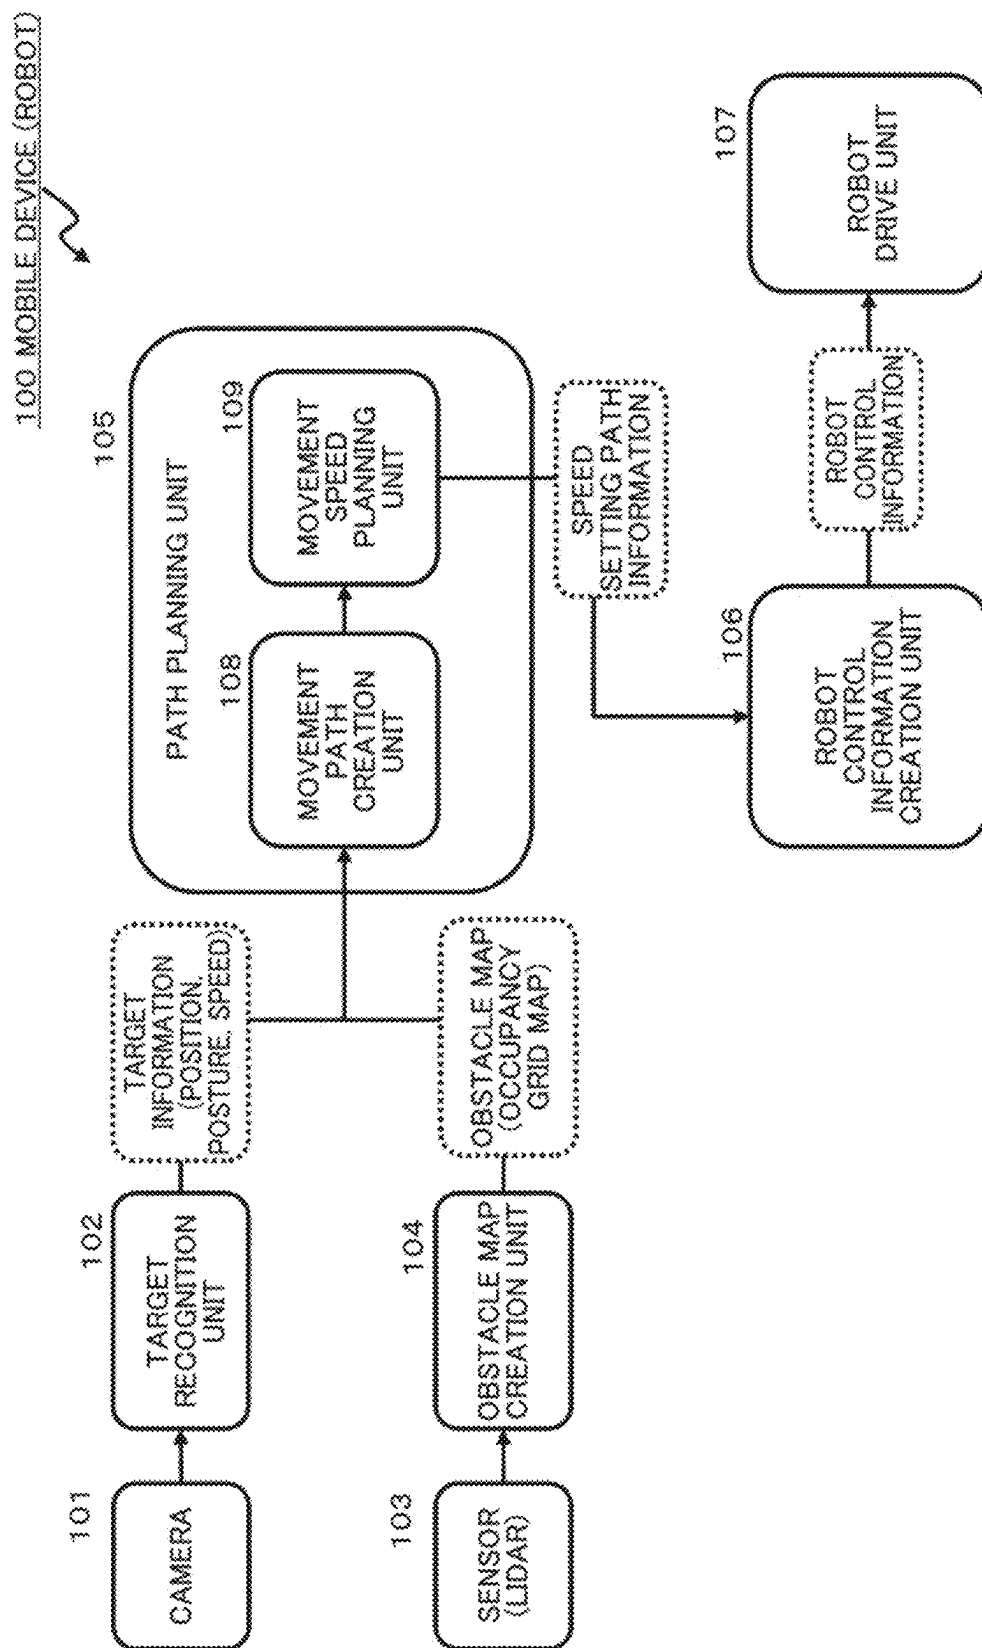 100 MOBILE DEVICE (ROBOT)
101
CAMERA
102
TARGET
RECOGNITION
UNIT
TARGET
INFORMATION
(POSITION,
POSTURE, SPEED)
103
SENSOR
(LIDAR)
104
OBSTACLE MAP
CREATION UNIT
OBSTACLE MAP
(OCCUPANCY
GRID MAP)
105
PATH PLANNING UNIT
108
MOVEMENT
PATH
CREATION
UNIT
109
MOVEMENT
SPEED
PLANNING
UNIT
SPEED
SETTING PATH
INFORMATION
106
ROBOT
CONTROL
INFORMATION
CREATION UNIT
ROBOT
CONTROL
INFORMATION
107
ROBOT
DRIVE UNIT